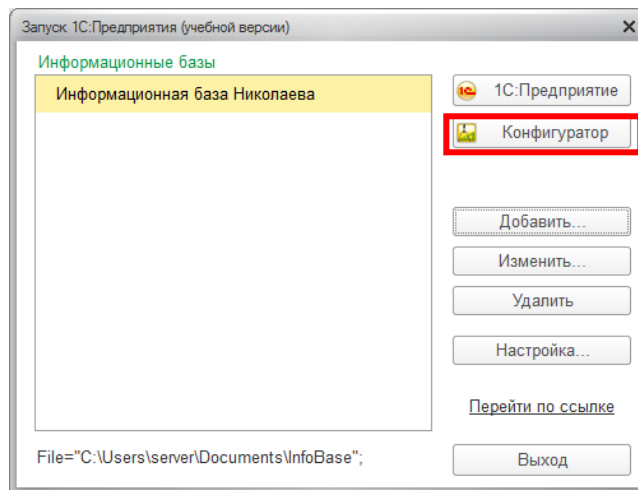 Запуск 1С:Предприятия (учебной версии)
Информационные базы
Информационная база Николаева
1С:Предприятие
Конфигуратор
Добавить...
Изменить...
Удалить
Настройка...
Перейти по ссылке
File="C:\Users\server\Documents\InfoBase";
Выход